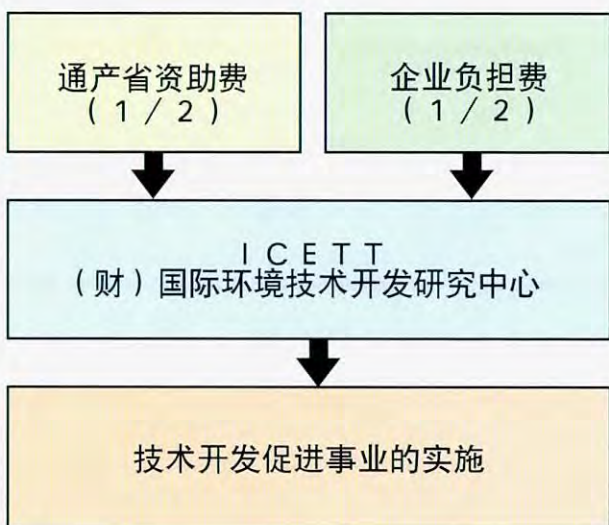 通产省资助费
(1/2)
企业负担费
(1/2)
ICETT
(财)国际环境技术开发研究中心
技术开发促进事业的实施